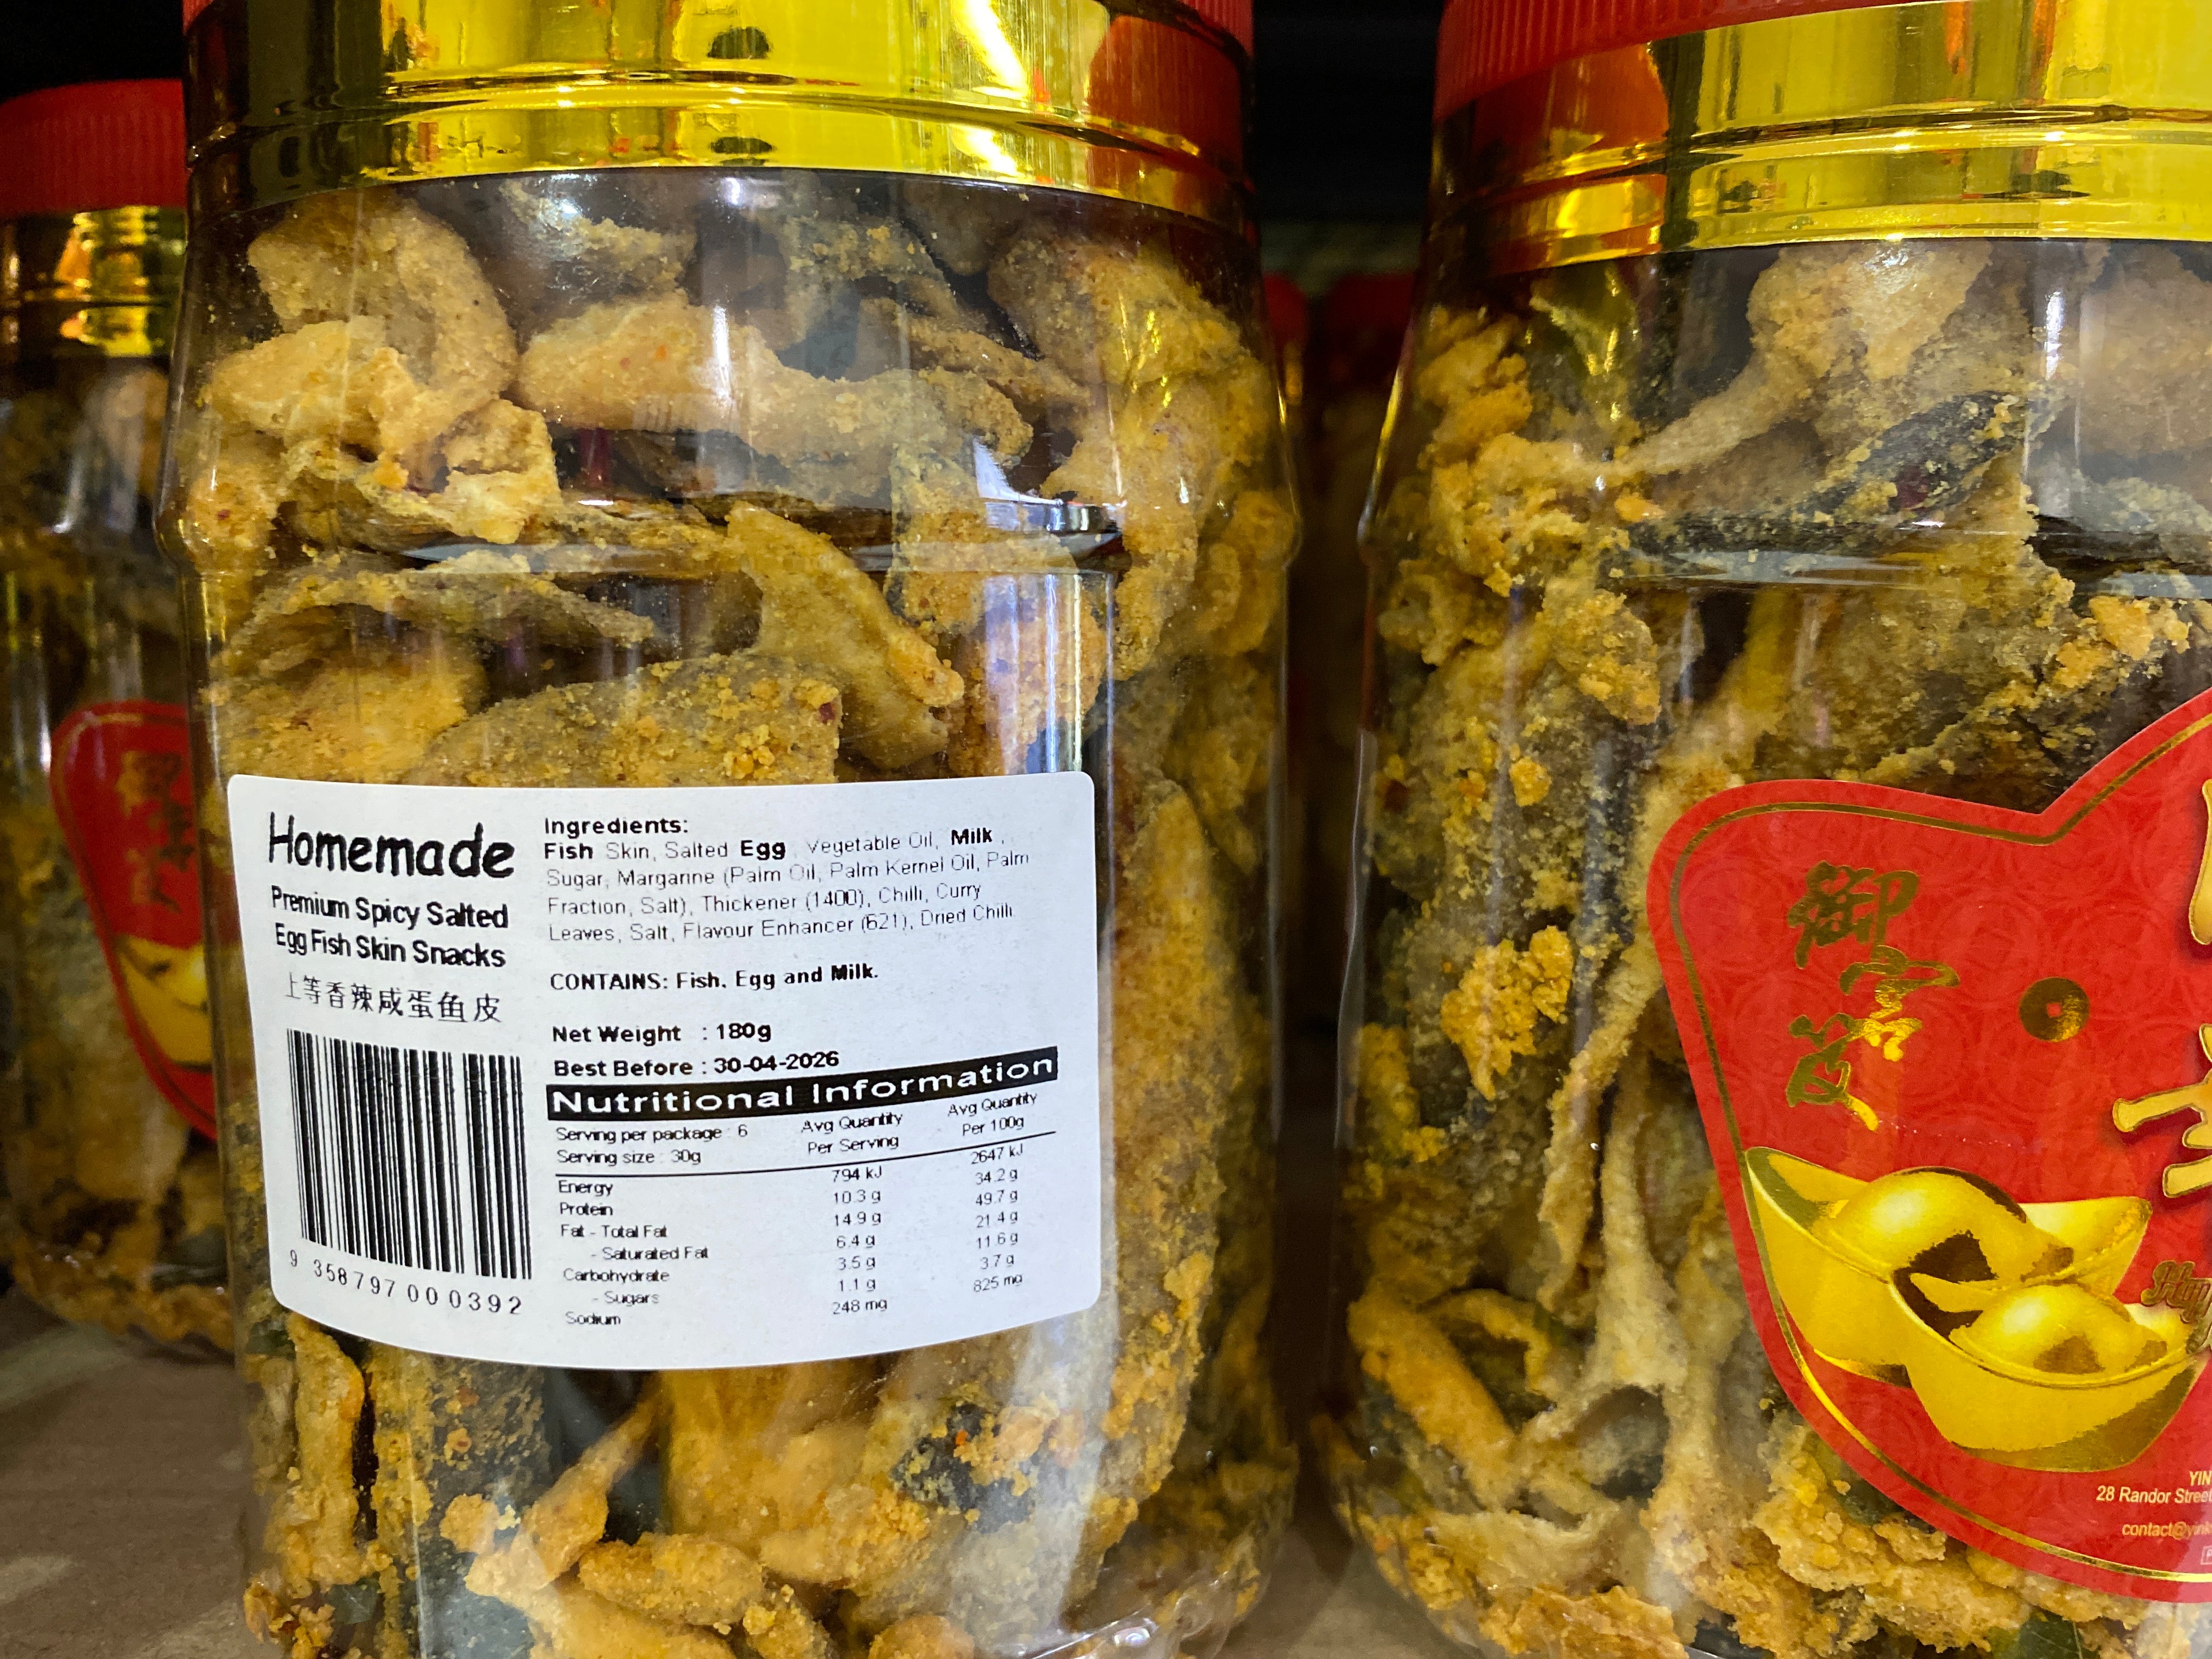 Homemade
Premium Spicy Salted
Egg Fish Skin Snacks
上等香辣咸蛋鱼皮
9 358797 000392
Ingredients:
Fish Skin, Salted Egg, Vegetable Oil, Milk,
Sugar, Margarine (Palm Oil, Palm Kernel Oil, Palm
Fraction, Salt), Thickener (1400), Chilli, Curry
Leaves, Salt, Flavour Enhancer (621), Dried Chilli
CONTAINS: Fish, Egg and Milk.
Net Weight : 180g
Best Before : 30-04-2026
Nutritional Information
Serving per package : 6
Serving size : 30g
Avg Quantity Per Serving
Avg Quantity Per 100g
Energy 794 kJ 2647 kJ
Protein 10.3 g 34.2 g
Fat - Total Fat 14.9 g 49.7 g
- Saturated Fat 6.4 g 21.4 g
Carbohydrate 3.5 g 11.6 g
- Sugars 1.1 g 3.7 g
Sodium 248 mg 825 mg
御宫
28 Randor Street